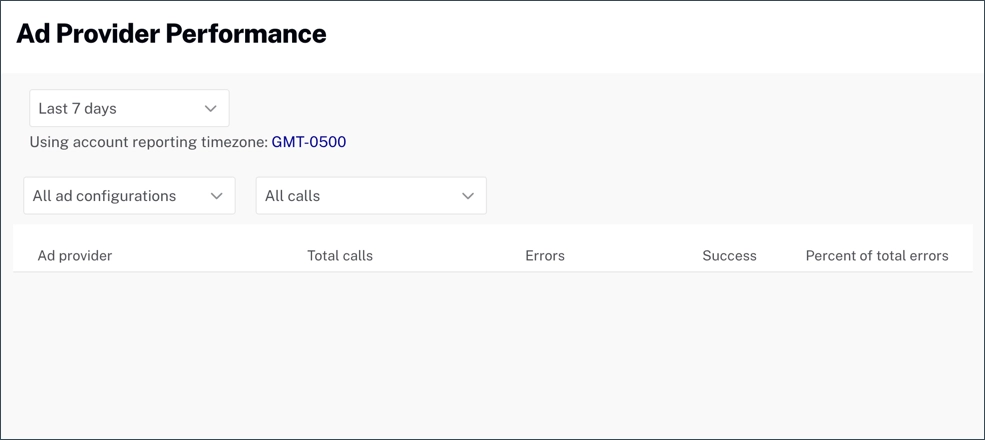 Ad Provider Performance
Last 7 days
Using account reporting timezone: GMT-0500
All ad configurations All calls
Ad provider Total calls Errors Success Percent of total errors